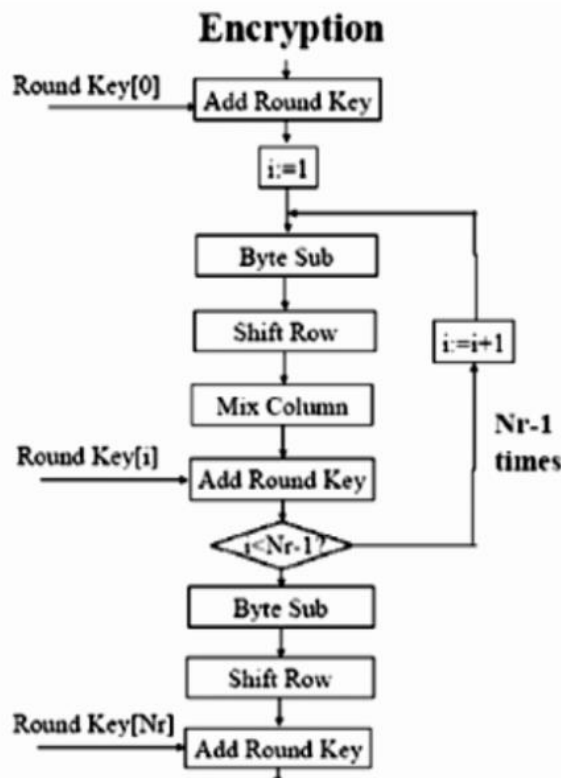 Encryption
Round Key[0]
Add Round Key
i:=1
Byte Sub
Shift Row
i:=i+1
Mix Column
Nr-1
times
Round Key[i]
Add Round Key
i<Nr-1?
Byte Sub
Shift Row
Round Key[Nr]
Add Round Key